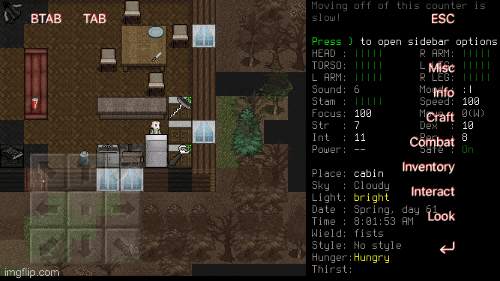 BTAB TAB
Moving off of this counter is slow!
ESC
Press } to open sidebar options
HEAD : ||||| R ARM: |||||
TORSO: ||||| L LEG: |||||
L ARM: ||||| R LEG: |||||
Misc
Sound: 6
Info
Stam : ||||| Speed: 100
Focus: 100 0(W)
Craft
Str : 7 Dex : 10
Int : 11 8
Combat
Power: -- Safe : On
Inventory
Place: cabin
Sky : Cloudy
Interact
Light: bright
Date : Spring, day 61
Look
Time : 8:01:53 AM
Wield: fists
Style: No style
Hunger: Hungry
Thirst:
imgflip.com